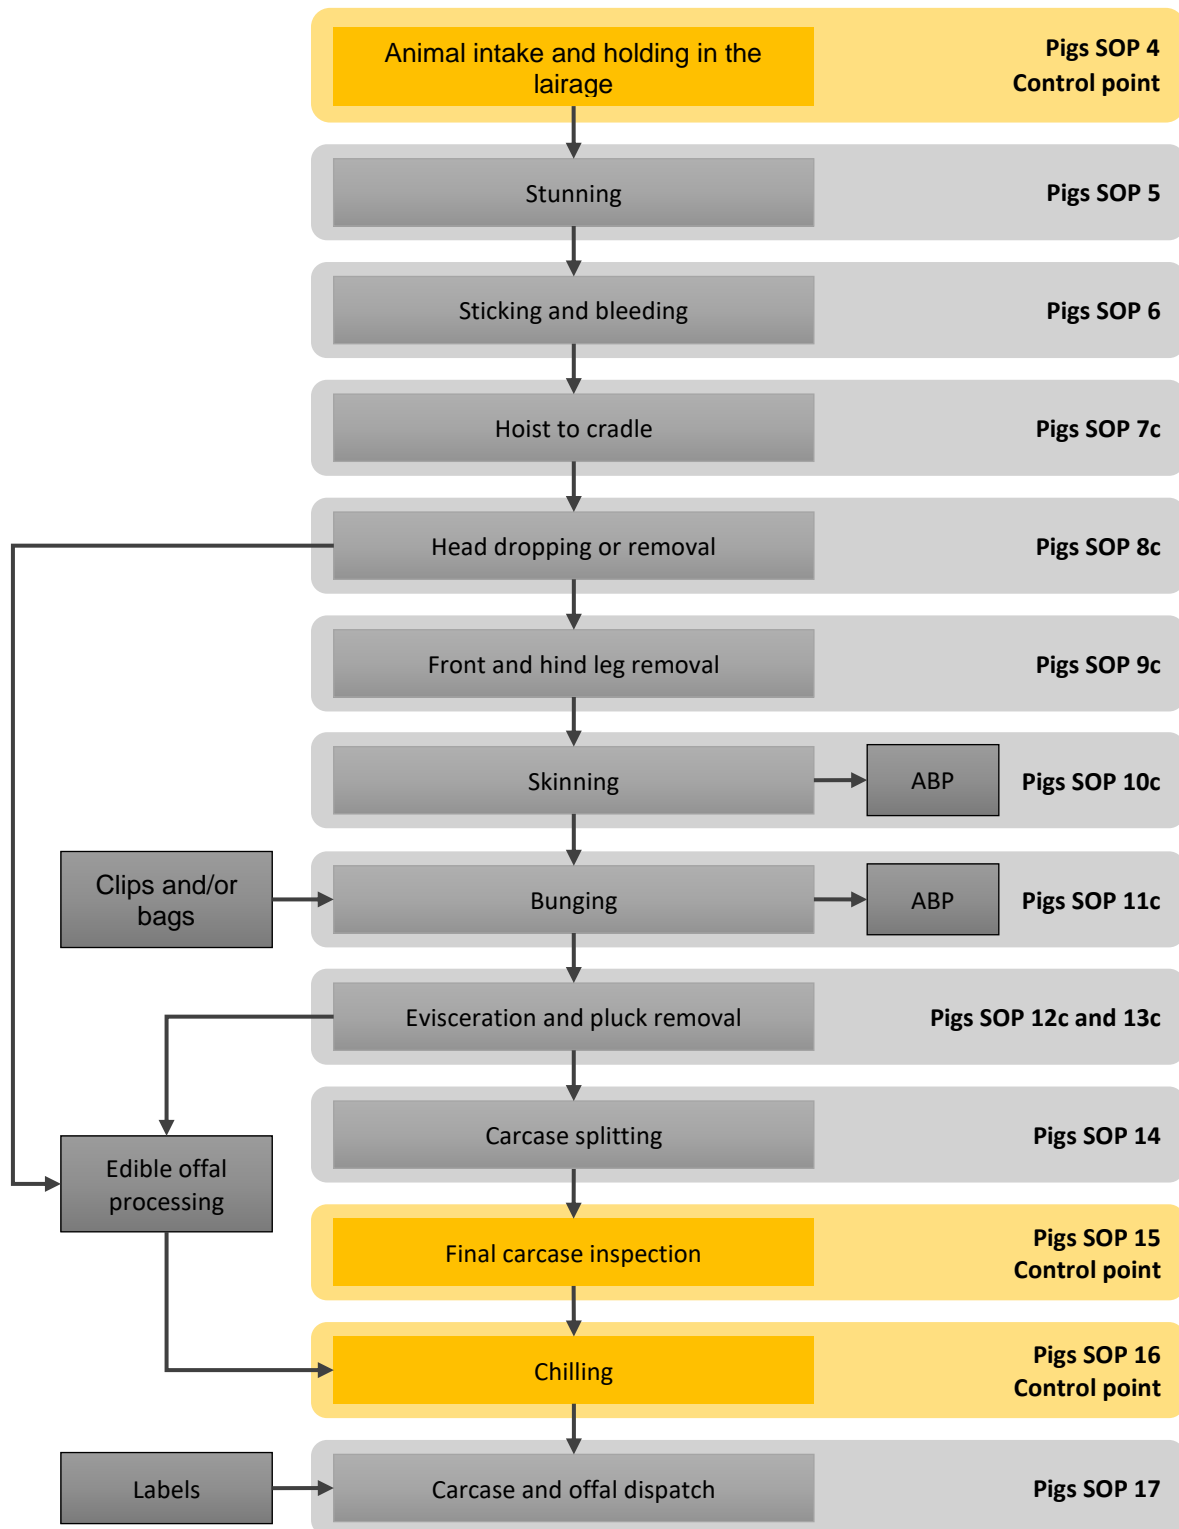 Animal intake and holding in the
lairage
Pigs SOP 4
Control point
Stunning
Pigs SOP 5
Sticking and bleeding
Pigs SOP 6
Hoist to cradle
Pigs SOP 7c
Head dropping or removal
Pigs SOP 8c
Front and hind leg removal
Pigs SOP 9c
Skinning
ABP
Pigs SOP 10c
Clips and/or
bags
Bunging
ABP
Pigs SOP 11c
Evisceration and pluck removal
Pigs SOP 12c and 13c
Carcase splitting
Pigs SOP 14
Edible offal
processing
Final carcase inspection
Pigs SOP 15
Control point
Chilling
Pigs SOP 16
Control point
Labels
Carcase and offal dispatch
Pigs SOP 17